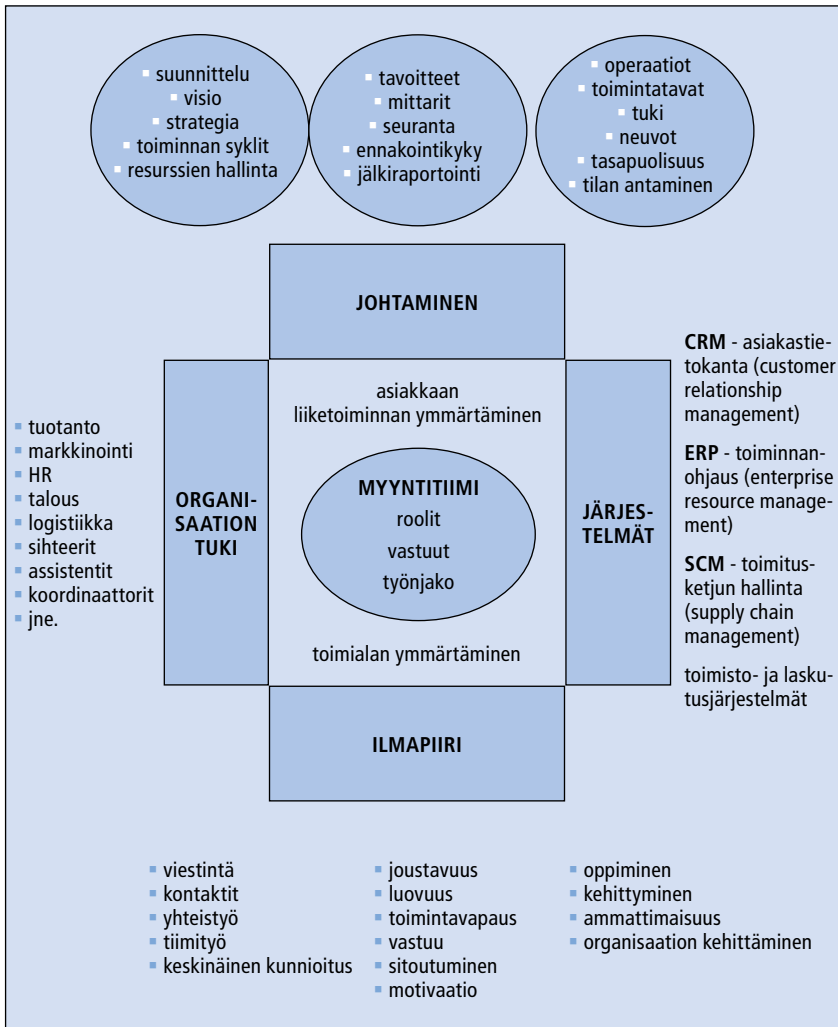 ▪ suunnittelu
▪ visio
▪ strategia
▪ toiminnan syklit
▪ resurssien hallinta
▪ tavoitteet
▪ mittarit
▪ seuranta
▪ ennakointikyky
▪ jälkiraportointi
▪ operaatiot
▪ toimintatavat
▪ tuki
▪ neuvot
▪ tasapuolisuus
▪ tilan antaminen
JOHTAMINEN
▪ tuotanto
▪ markkinointi
▪ HR
▪ talous
▪ logistiikka
▪ sihteerit
▪ assistentit
▪ koordinaattorit
▪ jne.
ORGANI-
SAATION
TUKI
asiakkaan
liiketoiminnan ymmärtäminen
MYYNTITIIMI
roolit
vastuut
työnjako
toimialan ymmärtäminen
JÄRJES-
TELMÄT
CRM - asiakastie-
tokanta (customer
relationship
management)
ERP - toiminnan-
ohjaus (enterprise
resource manage-
ment)
SCM - toimitus-
ketjun hallinta
(supply chain
management)
toimisto- ja lasku-
tusjärjestelmät
ILMAPIIRI
▪ viestintä
▪ kontaktit
▪ yhteistyö
▪ tiimityö
▪ keskinäinen kunnioitus
▪ joustavuus
▪ luovuus
▪ toimintavapaus
▪ vastuu
▪ sitoutuminen
▪ motivaatio
▪ oppiminen
▪ kehittyminen
▪ ammattimaisuus
▪ organisaation kehittäminen